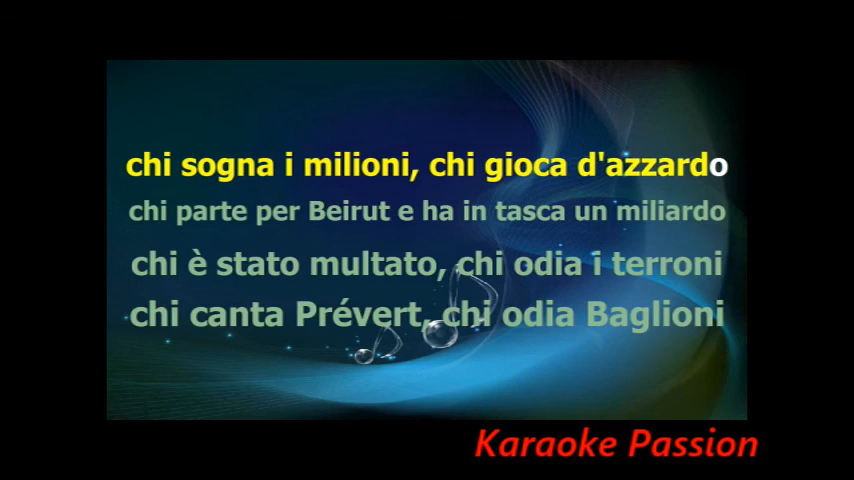 chi sogna i milioni, chi gioca d'azzardo
chi parte per Beirut e ha in tasca un miliardo
chi è stato multato, chi odia i terroni
chi canta Prévert, chi odia Baglioni
Karaoke Passion